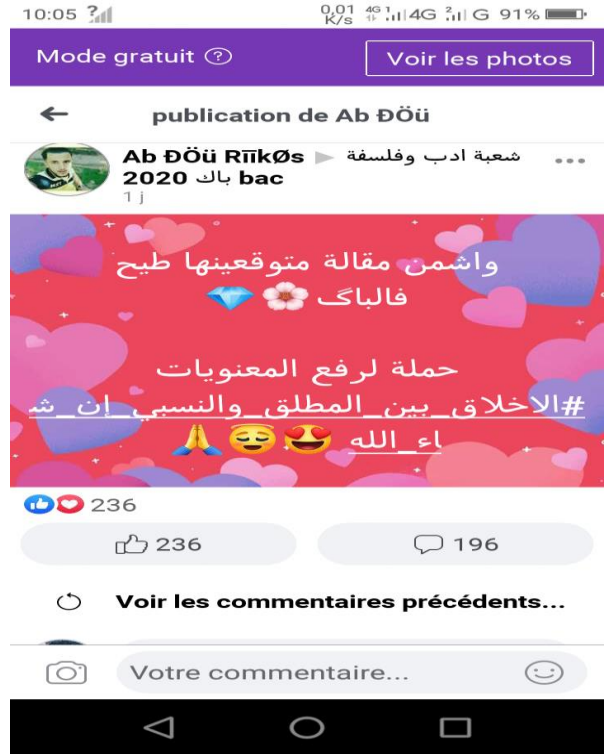 10:05
0,01 K/s 4G 4G G 91%
Mode gratuit
Voir les photos
publication de Ab ÐÖü
Ab ÐÖü RīīkØs ▶ شعبة ادب وفلسفة
باك 2020 bac
1 j
واشمن مقالة متوقعينها طيح
فالباگ 🌸💎
حملة لرفع المعنويات
#الاخلاق_بين_المطلق_والنسبي_إن_ش
اء_الله 😍😇🙏
236
236
196
Voir les commentaires précédents...
Votre commentaire...